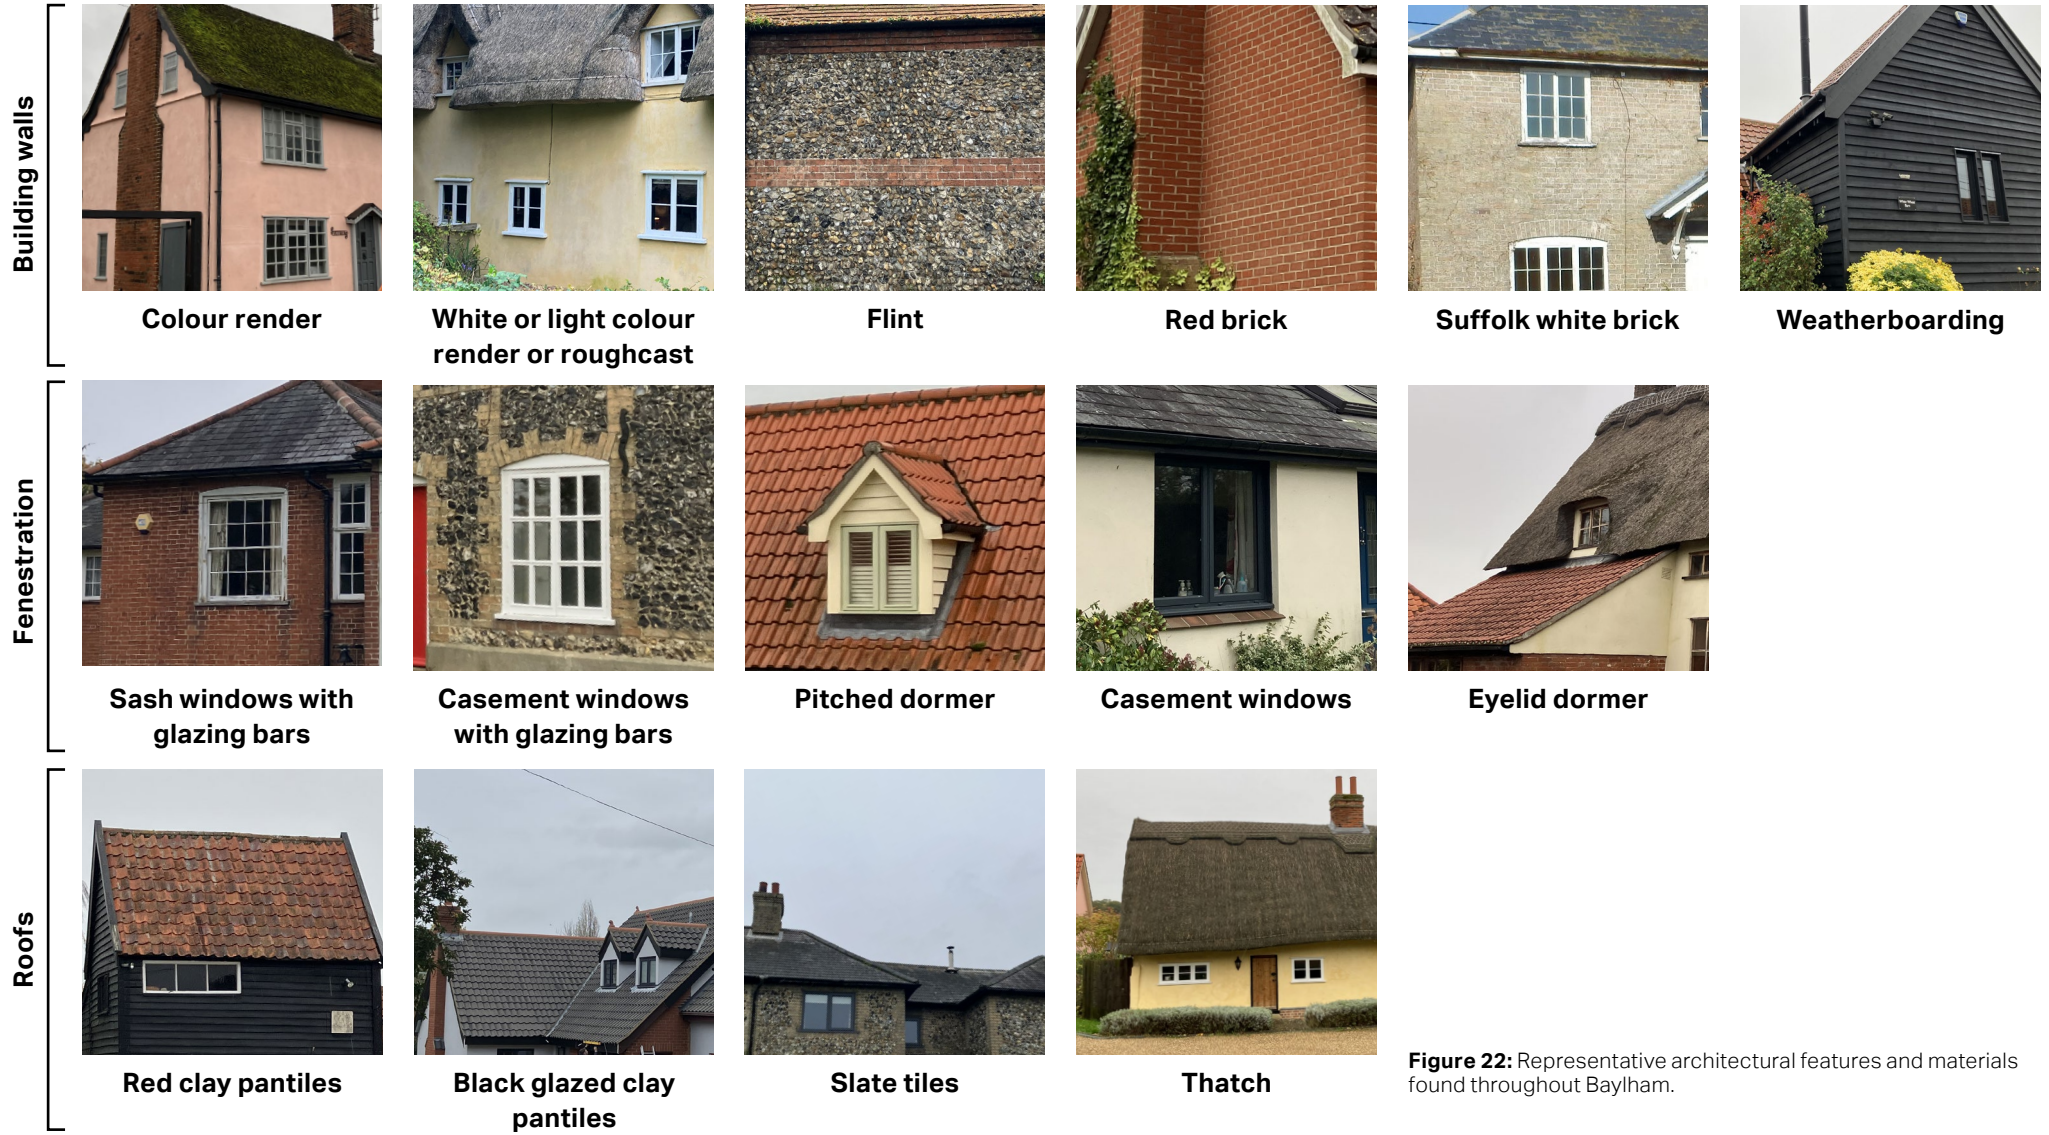 Building walls
Colour render
White or light colour
render or roughcast
Flint
Red brick
Suffolk white brick
Weatherboarding
Fenestration
Sash windows with
glazing bars
Casement windows
with glazing bars
Pitched dormer
Casement windows
Eyelid dormer
Roofs
Red clay pantiles
Black glazed clay
pantiles
Slate tiles
Thatch
Figure 22: Representative architectural features and materials
found throughout Baylham.